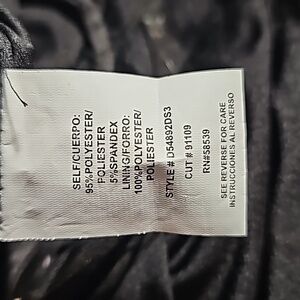 SELF/CUERPO:
95%POLYESTER/
POLIESTER
5%SPANDEX
LINING/FORRO:
100%POLYESTER/
POLIESTER
STYLE # D54892DS3
CUT # 91109
RN#58539
SEE REVERSE FOR CARE
INSTRUCCIONES AL REVERSO